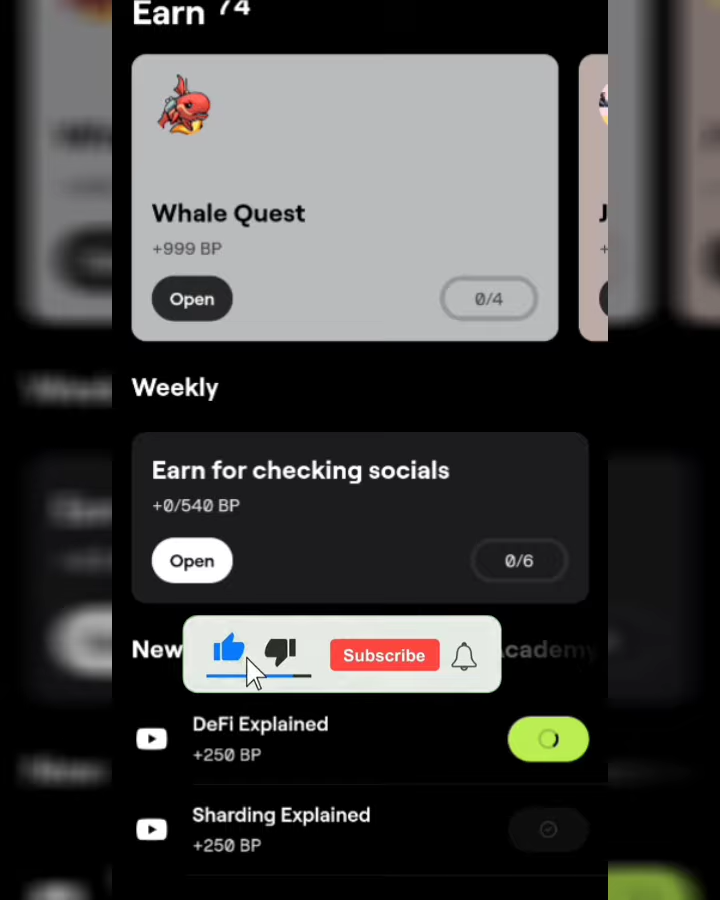 Earn 74
Whale Quest
+999 BP
Open
0/4
J
+
Weekly
Earn for checking socials
+0/540 BP
Open
0/6
New
Subscribe
cademy
DeFi Explained
+250 BP
Sharding Explained
+250 BP